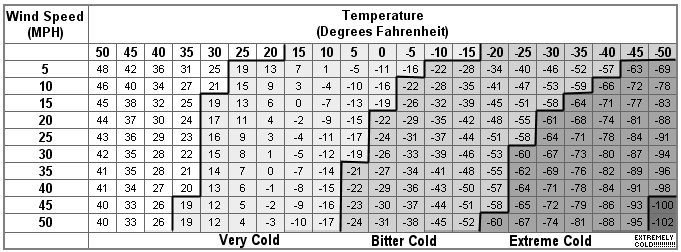 Wind Speed
(MPH)
Temperature
(Degrees Fahrenheit)
50 45 40 35 30 25 20 15 10 5 0 -5 -10 -15 -20 -25 -30 -35 -40 -45 -50
5 48 42 36 31 25 19 13 7 1 -5 -11 -16 -22 -28 -34 -40 -46 -52 -57 -63 -69
10 46 40 34 27 21 15 9 3 -4 -10 -16 -22 -28 -35 -41 -47 -53 -59 -66 -72 -78
15 45 38 32 25 19 13 6 0 -7 -13 -19 -26 -32 -39 -45 -51 -58 -64 -71 -77 -83
20 44 37 30 24 17 11 4 -2 -9 -15 -22 -29 -35 -42 -48 -55 -61 -68 -74 -81 -88
25 43 36 29 23 16 9 3 -4 -11 -17 -24 -31 -37 -44 -51 -58 -64 -71 -78 -84 -91
30 42 35 28 22 15 8 1 -5 -12 -19 -26 -33 -39 -46 -53 -60 -67 -73 -80 -87 -94
35 41 35 28 21 14 7 0 -7 -14 -21 -27 -34 -41 -48 -55 -62 -69 -76 -82 -89 -96
40 41 34 27 20 13 6 -1 -8 -15 -22 -29 -36 -43 -50 -57 -64 -71 -78 -84 -91 -98
45 40 33 26 19 12 5 -2 -9 -16 -23 -30 -37 -44 -51 -58 -65 -72 -79 -86 -93 -100
50 40 33 26 19 12 4 -3 -10 -17 -24 -31 -38 -45 -52 -60 -67 -74 -81 -88 -95 -102
Very Cold Bitter Cold Extreme Cold
EXTREMELY
COLD!!!!!!!!!!!